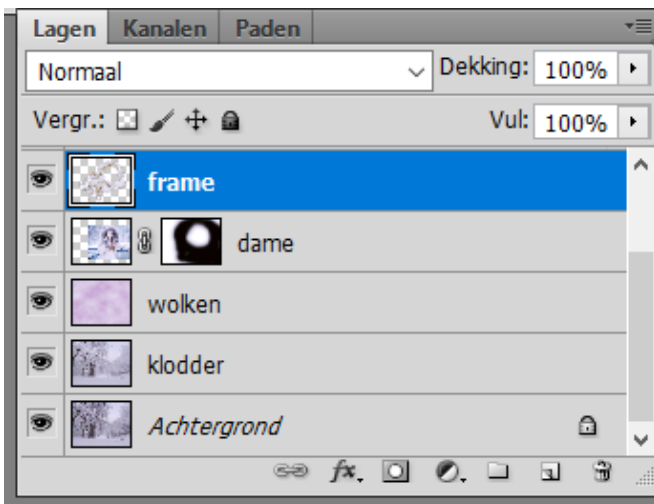 Lagen Kanalen Paden
Normaal Dekking: 100%
Vergr.: Vul: 100%
frame
dame
wolken
klodder
Achtergrond
fx.